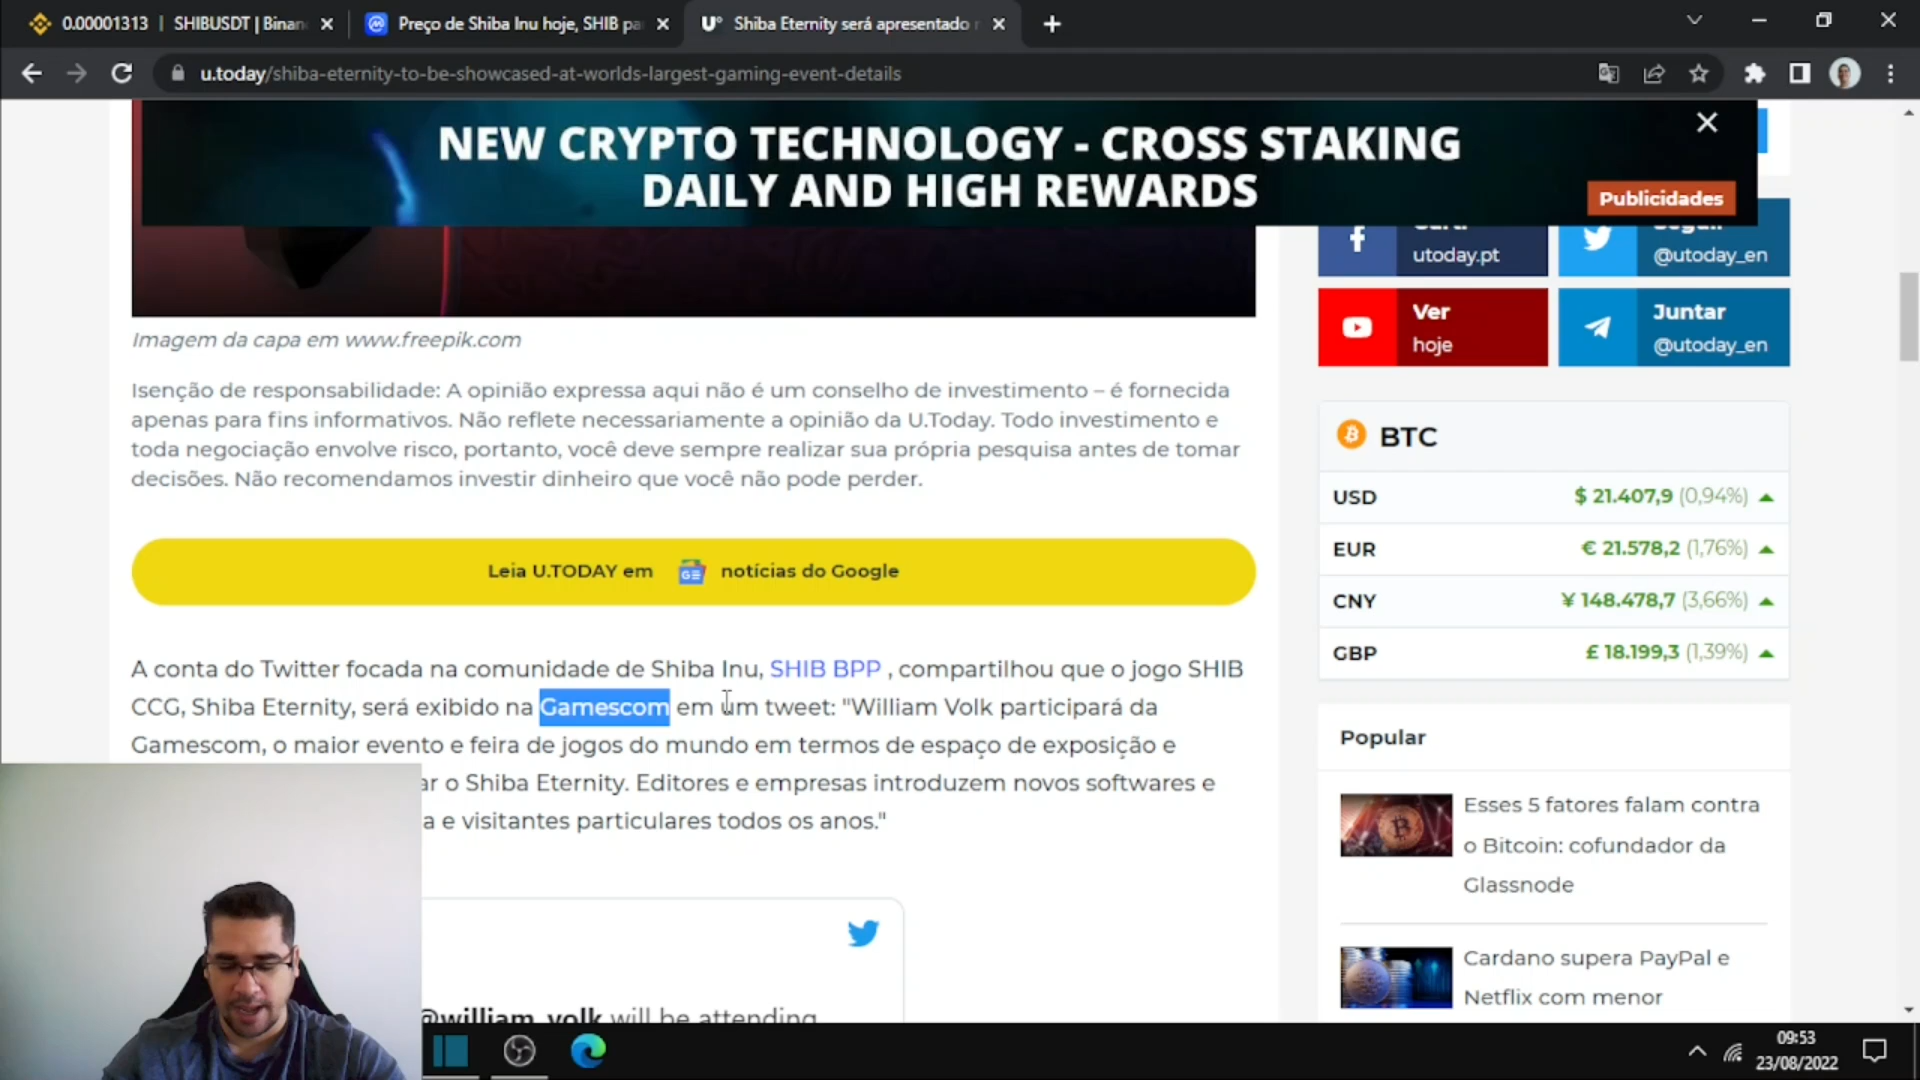 0.00001313 | SHIBUSDT | Binan
Preço de Shiba Inu hoje, SHIB pa
U° Shiba Eternity será apresentado
u.today/shiba-eternity-to-be-showcased-at-worlds-largest-gaming-event-details
NEW CRYPTO TECHNOLOGY - CROSS STAKING
DAILY AND HIGH REWARDS
Publicidades
utoday.pt
@utoday_en
Ver
hoje
Juntar
@utoday_en
Imagem da capa em www.freepik.com
Isenção de responsabilidade: A opinião expressa aqui não é um conselho de investimento – é fornecida
apenas para fins informativos. Não reflete necessariamente a opinião da U.Today. Todo investimento e
toda negociação envolve risco, portanto, você deve sempre realizar sua própria pesquisa antes de tomar
decisões. Não recomendamos investir dinheiro que você não pode perder.
Leia U.TODAY em GE notícias do Google
A conta do Twitter focada na comunidade de Shiba Inu, SHIB BPP , compartilhou que o jogo SHIB
CCG, Shiba Eternity, será exibido na Gamescom em um tweet: "William Volk participará da
Gamescom, o maior evento e feira de jogos do mundo em termos de espaço de exposição e
ar o Shiba Eternity. Editores e empresas introduzem novos softwares e
a e visitantes particulares todos os anos."
@william_volk will be attending
BTC
USD $ 21.407,9 (0,94%)
EUR € 21.578,2 (1,76%)
CNY ¥ 148.478,7 (3,66%)
GBP £ 18.199,3 (1,39%)
Popular
Esses 5 fatores falam contra
o Bitcoin: cofundador da
Glassnode
Cardano supera PayPal e
Netflix com menor
09:53
23/08/2022